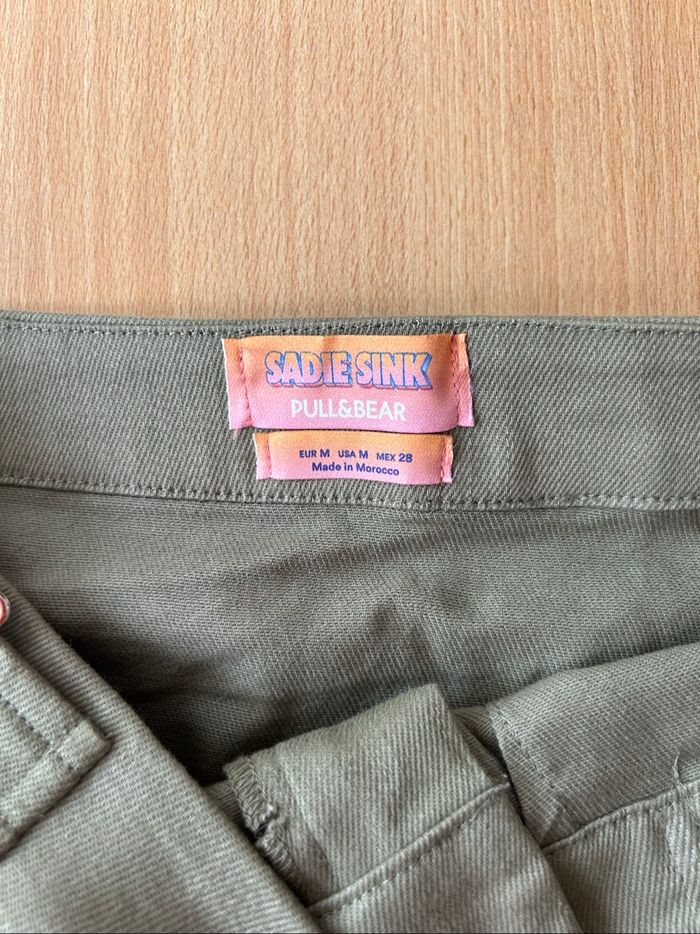 SADIE SINK
PULL&BEAR
EUR M USA M MEX 28
Made in Morocco